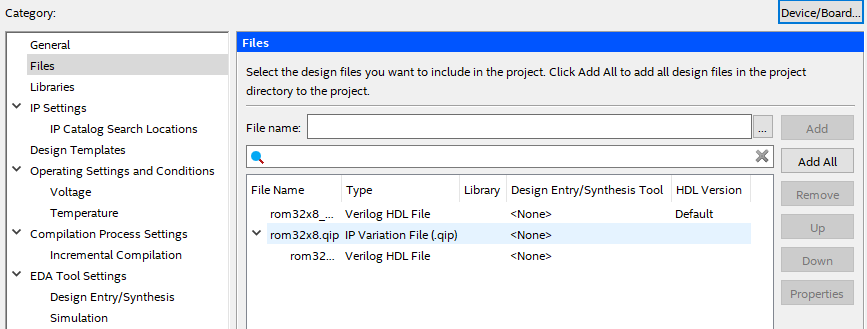 Category:
Device/Board...
General
Files
Libraries
IP Settings
IP Catalog Search Locations
Design Templates
Operating Settings and Conditions
Voltage
Temperature
Compilation Process Settings
Incremental Compilation
EDA Tool Settings
Design Entry/Synthesis
Simulation
Files
Select the design files you want to include in the project. Click Add All to add all design files in the project
directory to the project.
File name:
...
Add
Add All
File Name Type Library Design Entry/Synthesis Tool HDL Version
rom32x8_... Verilog HDL File <None> Default
rom32x8.qip IP Variation File (.qip) <None>
rom32... Verilog HDL File <None>
Remove
Up
Down
Properties